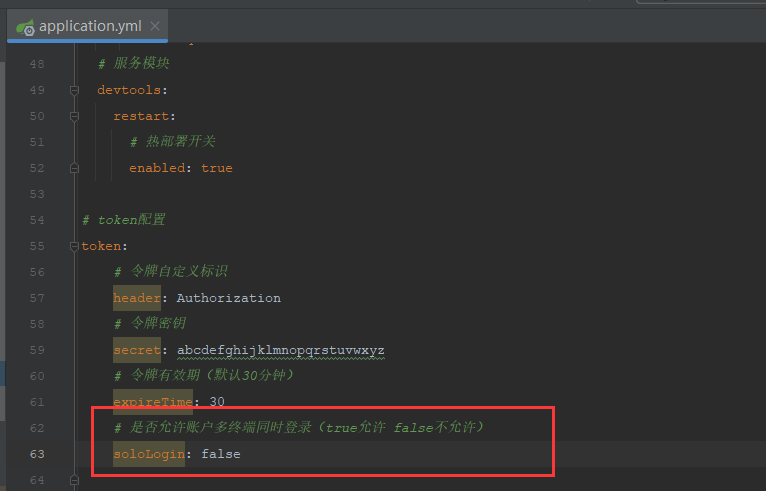 application.yml
48 # 服务模块
49 devtools:
50 restart:
51 # 热部署开关
52 enabled: true
53
54 # token配置
55 token:
56 # 令牌自定义标识
57 header: Authorization
58 # 令牌密钥
59 secret: abcdefghijklmnopqrstuvwxyz
60 # 令牌有效期（默认30分钟）
61 expireTime: 30
62 # 是否允许账户多终端同时登录（true允许 false不允许）
63 soloLogin: false
64